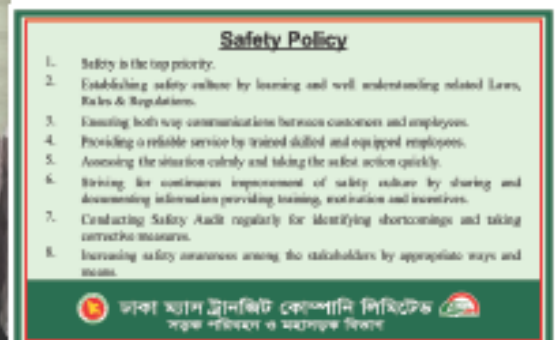 Safety Policy
1. Safety is the top priority.
2. Establishing safety culture by learning and well understanding related Laws,
Rules & Regulations.
3. Ensuring both way communications between customers and employees.
4. Providing a reliable service by trained skilled and equipped employees.
5. Assessing the situation calmly and taking the safest action quickly.
6. Striving for continuous improvement of safety culture by sharing and
documenting information providing training, motivation and incentives.
7. Conducting Safety Audit regularly for identifying shortcomings and taking
corrective measures.
8. Increasing safety awareness among the stakeholders by appropriate ways and
means.
ঢাকা ম্যাস ট্রানজিট কোম্পানি লিমিটেড
সড়ক পরিবহন ও মহাসড়ক বিভাগ